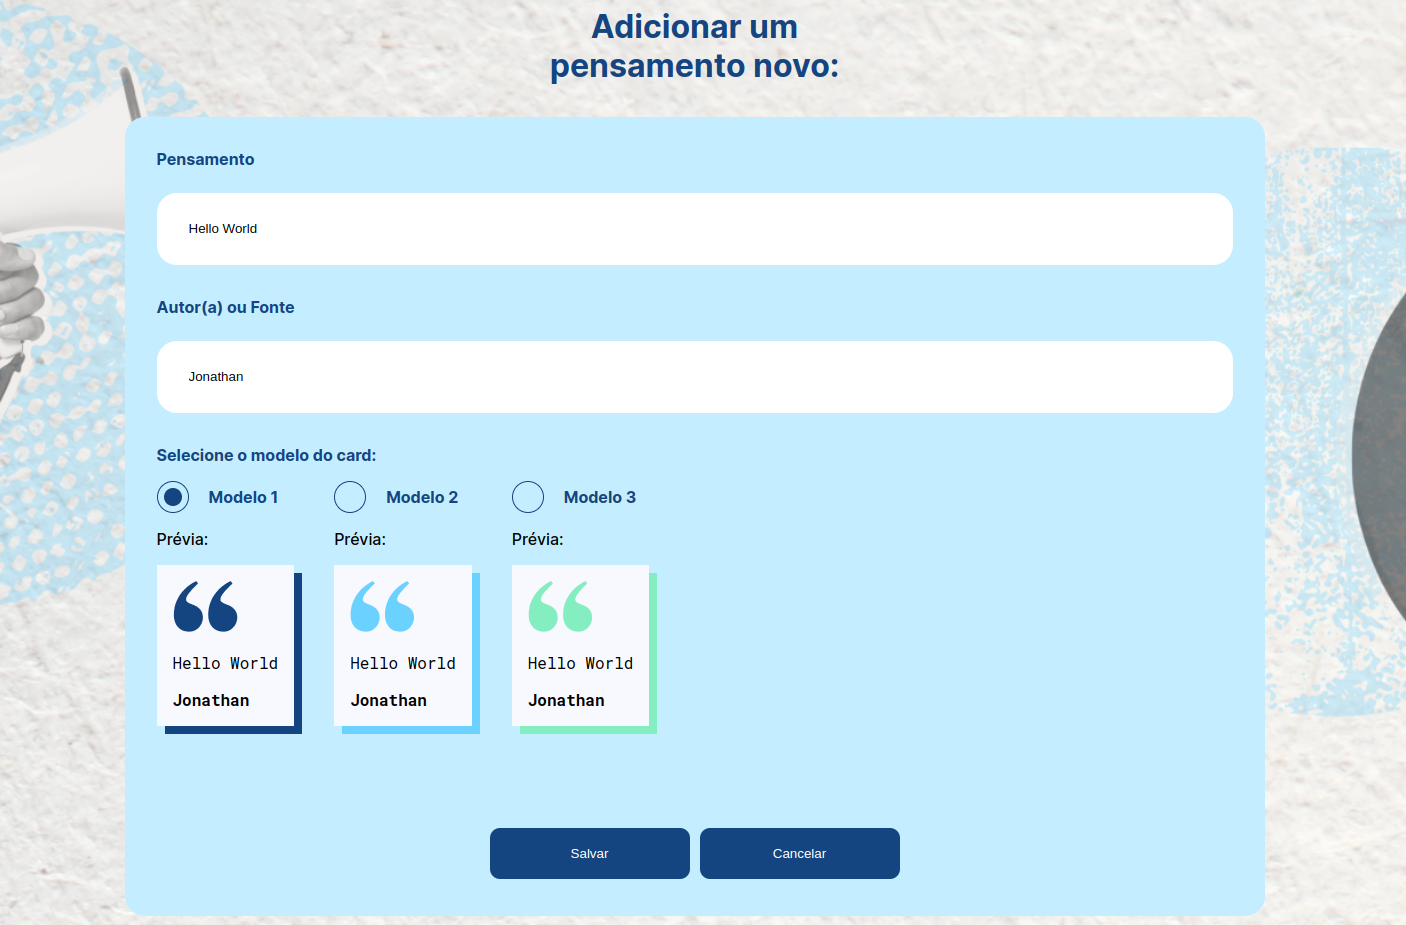 Adicionar um
pensamento novo:
Pensamento
Hello World
Autor(a) ou Fonte
Jonathan
Selecione o modelo do card:
Modelo 1 Modelo 2 Modelo 3
Prévia: Prévia: Prévia:
“ “ “
Hello World Hello World Hello World
Jonathan Jonathan Jonathan
Salvar Cancelar